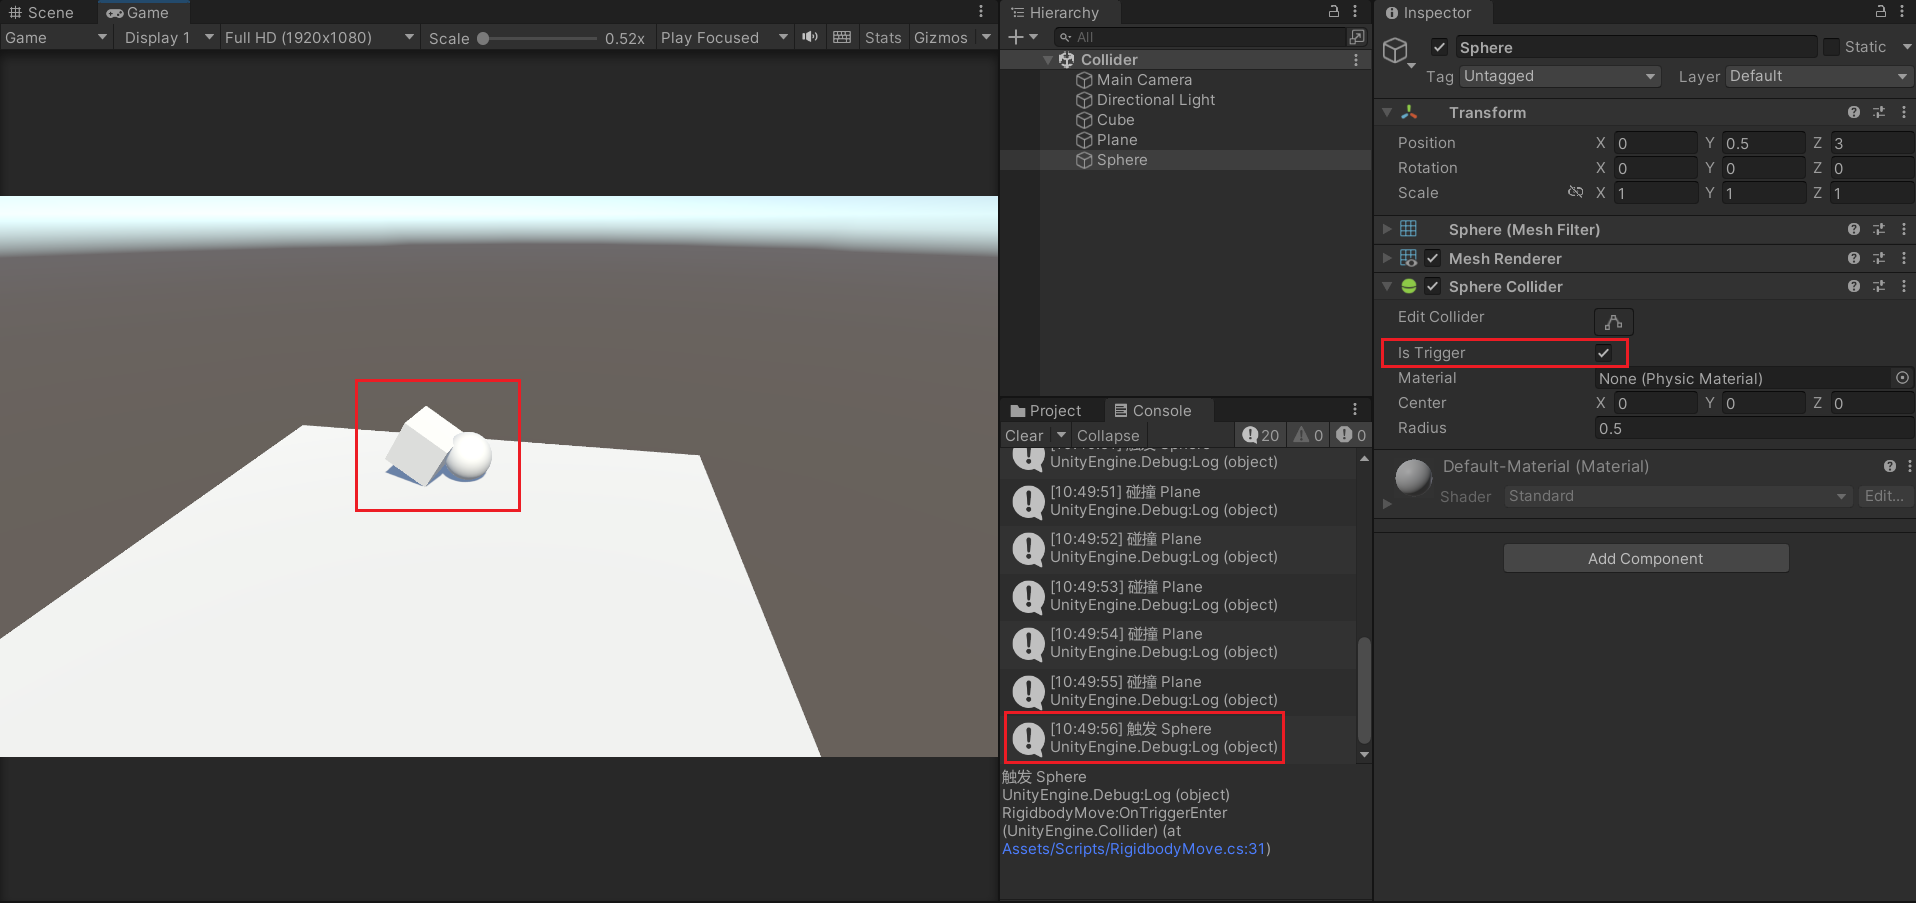 Scene
Game
Game
Display 1
Full HD (1920x1080)
Scale
0.52x
Play Focused
Stats
Gizmos
Hierarchy
All
Collider
Main Camera
Directional Light
Cube
Plane
Sphere
Project
Console
Clear
Collapse
20
0
0
UnityEngine.Debug:Log (object)
[10:49:51] 碰撞 Plane
UnityEngine.Debug:Log (object)
[10:49:52] 碰撞 Plane
UnityEngine.Debug:Log (object)
[10:49:53] 碰撞 Plane
UnityEngine.Debug:Log (object)
[10:49:54] 碰撞 Plane
UnityEngine.Debug:Log (object)
[10:49:55] 碰撞 Plane
UnityEngine.Debug:Log (object)
[10:49:56] 触发 Sphere
UnityEngine.Debug:Log (object)
触发 Sphere
UnityEngine.Debug:Log (object)
RigidbodyMove:OnTriggerEnter
(UnityEngine.Collider) (at
Assets/Scripts/RigidbodyMove.cs:31)
Inspector
Sphere
Static
Tag Untagged
Layer Default
Transform
Position X 0 Y 0.5 Z 3
Rotation X 0 Y 0 Z 0
Scale X 1 Y 1 Z 1
Sphere (Mesh Filter)
Mesh Renderer
Sphere Collider
Edit Collider
Is Trigger
Material None (Physic Material)
Center X 0 Y 0 Z 0
Radius 0.5
Default-Material (Material)
Shader Standard Edit...
Add Component